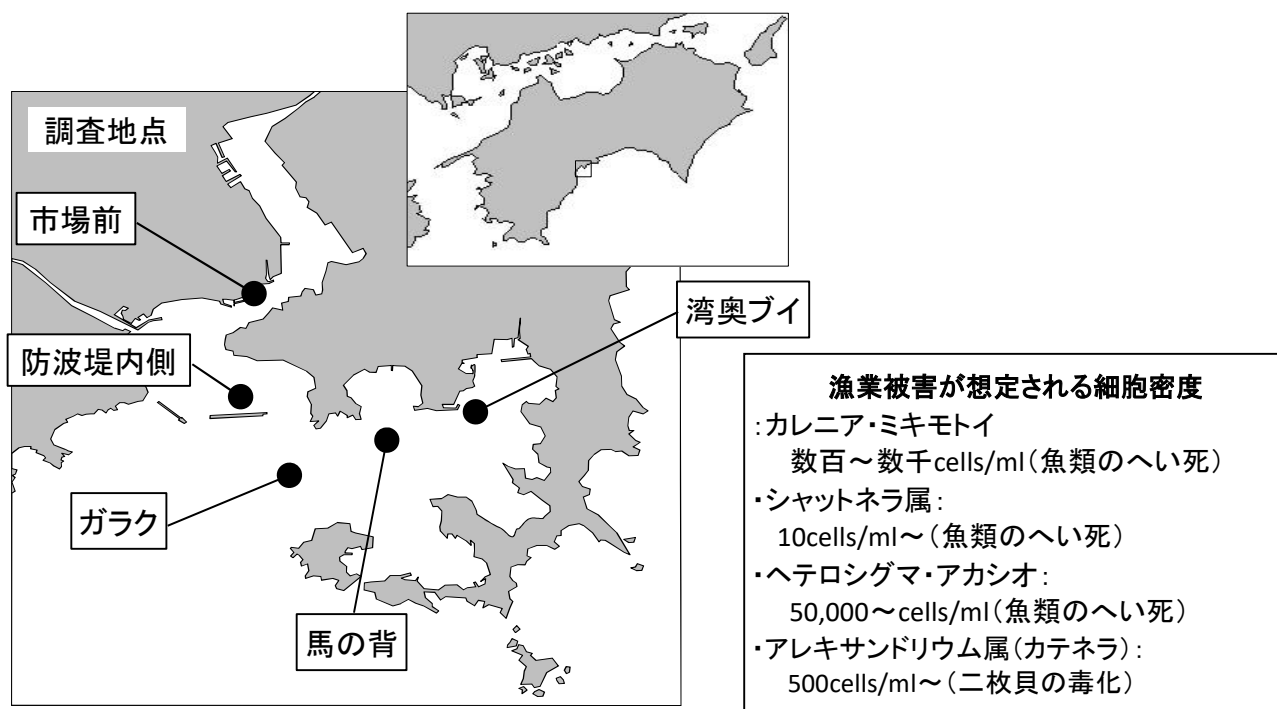 調査地点
市場前
湾奥ブイ
防波堤内側
ガラク
馬の背
漁業被害が想定される細胞密度
:カレニア・ミキモトイ
数百～数千cells/ml（魚類のへい死）
・シャットネラ属：
10cells/ml～（魚類のへい死）
・ヘテロシグマ・アカシオ：
50,000～cells/ml（魚類のへい死）
・アレキサンドリウム属（カテネラ）：
500cells/ml～（二枚貝の毒化）